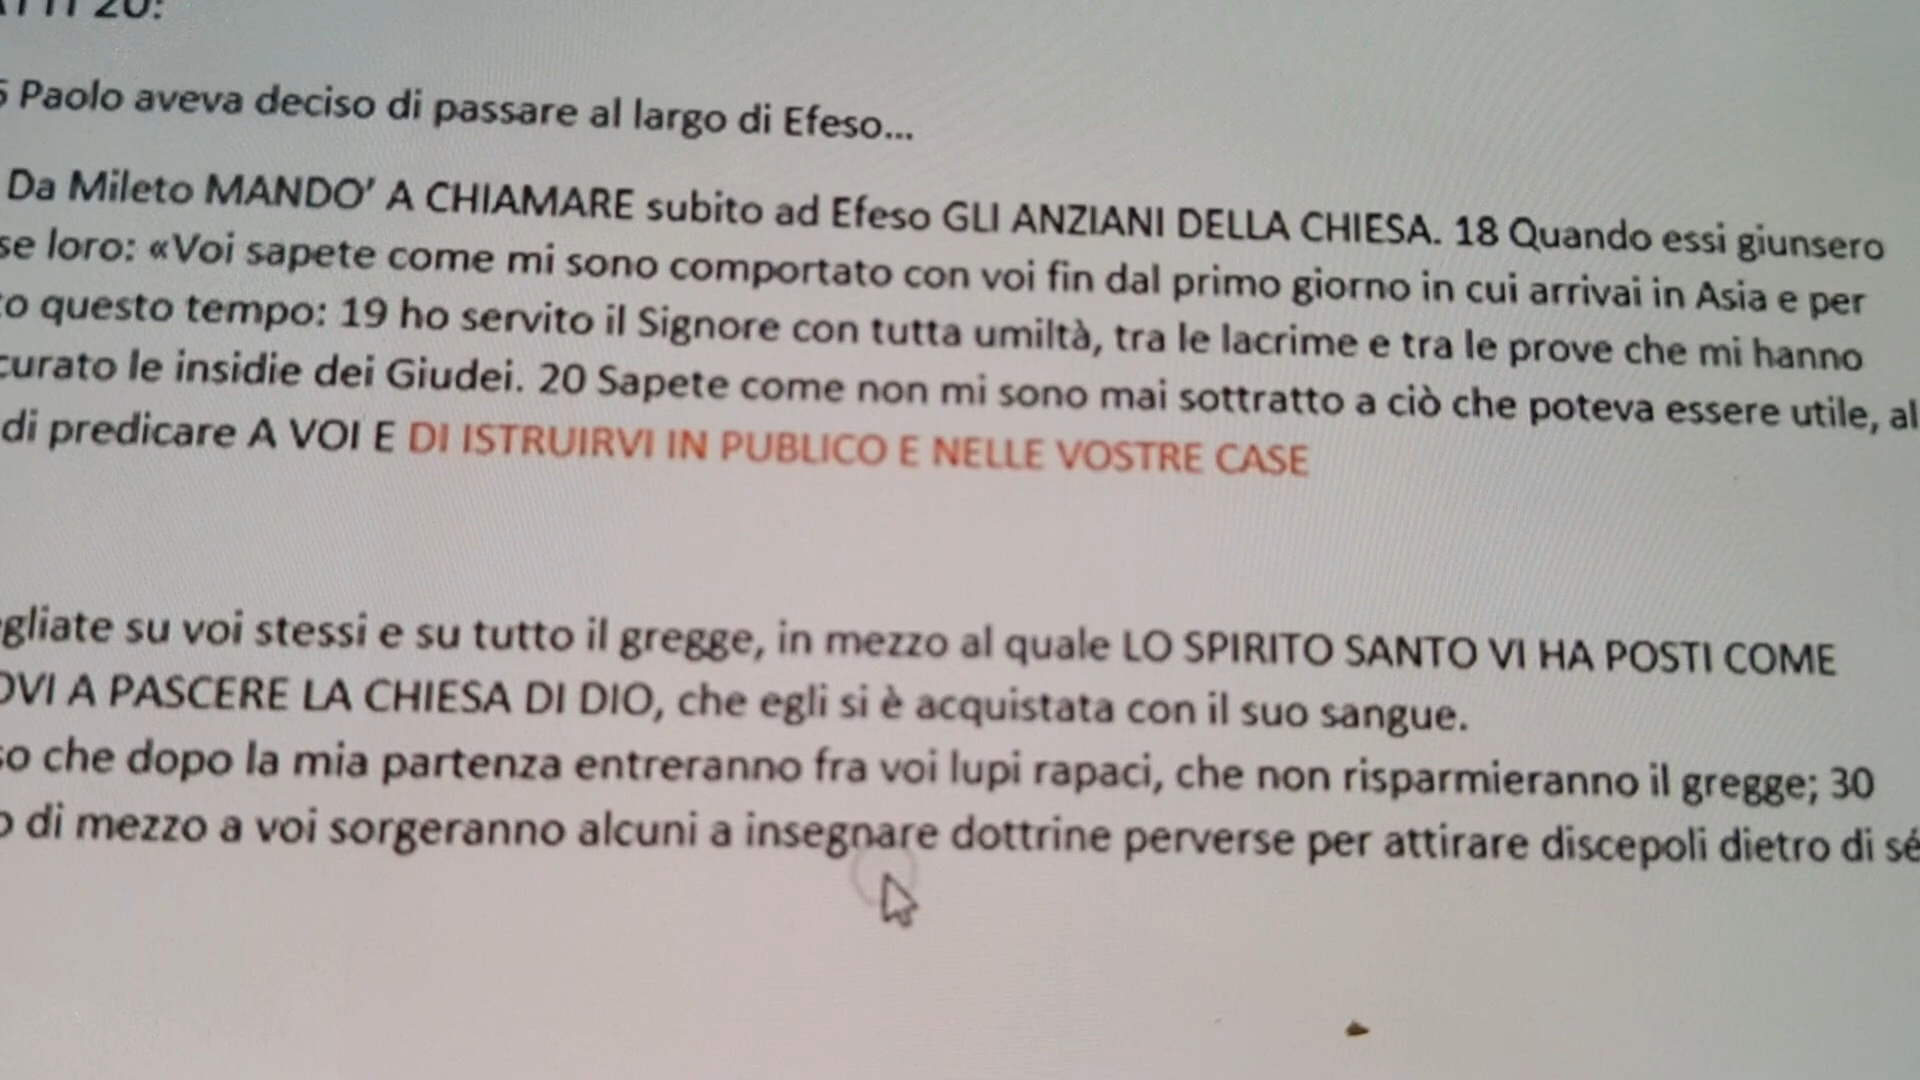 20:
Paolo aveva deciso di passare al largo di Efeso...
Da Mileto MANDO' A CHIAMARE subito ad Efeso GLI ANZIANI DELLA CHIESA. 18 Quando essi giunsero
se loro: «Voi sapete come mi sono comportato con voi fin dal primo giorno in cui arrivai in Asia e per
o questo tempo: 19 ho servito il Signore con tutta umiltà, tra le lacrime e tra le prove che mi hanno
curato le insidie dei Giudei. 20 Sapete come non mi sono mai sottratto a ciò che poteva essere utile, al
di predicare A VOI E DI ISTRUIRVI IN PUBLICO E NELLE VOSTRE CASE
gliate su voi stessi e su tutto il gregge, in mezzo al quale LO SPIRITO SANTO VI HA POSTI COME
OVI A PASCERE LA CHIESA DI DIO, che egli si è acquistata con il suo sangue.
so che dopo la mia partenza entreranno fra voi lupi rapaci, che non risparmieranno il gregge; 30
o di mezzo a voi sorgeranno alcuni a insegnare dottrine perverse per attirare discepoli dietro di sé